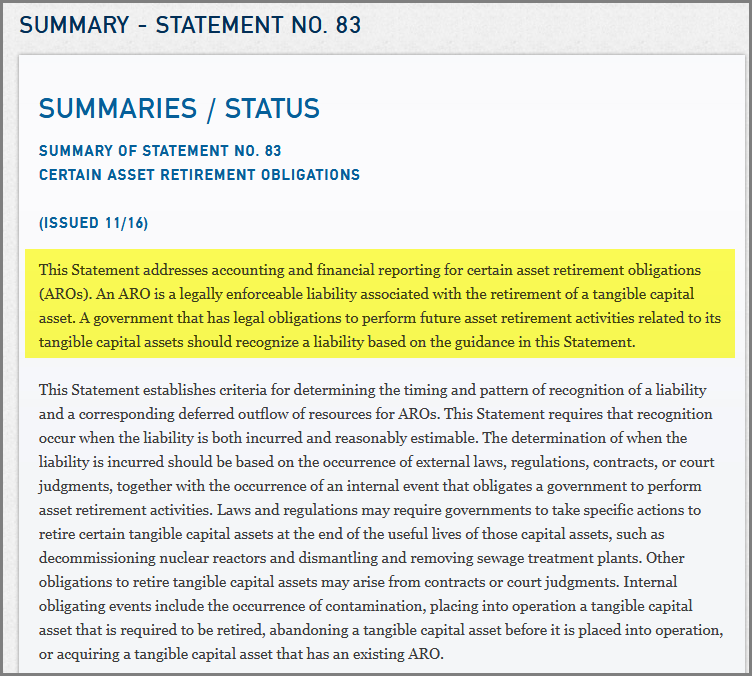 SUMMARY - STATEMENT NO. 83
SUMMARIES / STATUS
SUMMARY OF STATEMENT NO. 83
CERTAIN ASSET RETIREMENT OBLIGATIONS
(ISSUED 11/16)
This Statement addresses accounting and financial reporting for certain asset retirement obligations
(AROs). An ARO is a legally enforceable liability associated with the retirement of a tangible capital
asset. A government that has legal obligations to perform future asset retirement activities related to its
tangible capital assets should recognize a liability based on the guidance in this Statement.
This Statement establishes criteria for determining the timing and pattern of recognition of a liability
and a corresponding deferred outflow of resources for AROs. This Statement requires that recognition
occur when the liability is both incurred and reasonably estimable. The determination of when the
liability is incurred should be based on the occurrence of external laws, regulations, contracts, or court
judgments, together with the occurrence of an internal event that obligates a government to perform
asset retirement activities. Laws and regulations may require governments to take specific actions to
retire certain tangible capital assets at the end of the useful lives of those capital assets, such as
decommissioning nuclear reactors and dismantling and removing sewage treatment plants. Other
obligations to retire tangible capital assets may arise from contracts or court judgments. Internal
obligating events include the occurrence of contamination, placing into operation a tangible capital
asset that is required to be retired, abandoning a tangible capital asset before it is placed into operation,
or acquiring a tangible capital asset that has an existing ARO.